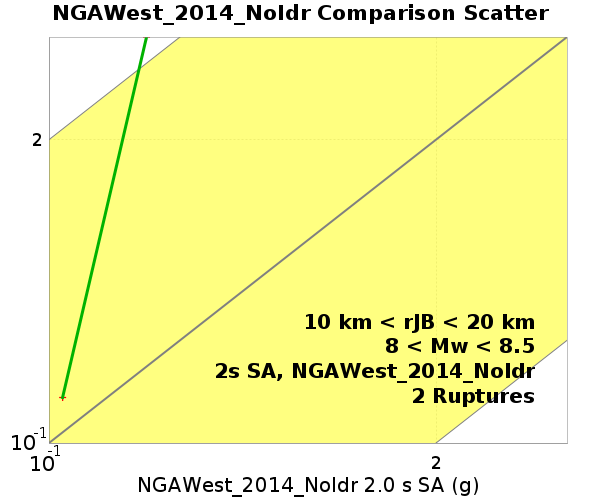 NGAWest_2014_NoIdr Comparison Scatter
2
10 km < rJB < 20 km
8 < Mw < 8.5
2s SA, NGAWest_2014_NoIdr
2 Ruptures
10-1
10-1
2
NGAWest_2014_NoIdr 2.0 s SA (g)